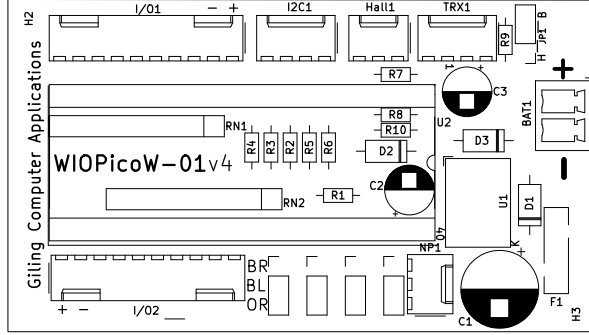 H2
I/O1
- +
I2C1
Hall1
TRX1
R9
H JP1 B
+
R7
1
+
C3
BAT1
R8
U2
R10
RN1
R4
R3
R2
R5
R6
D2
D3
WIOPicoW-01v4
Giling Computer Applications
C2
+
-
RN2
R1
U1
D1
40
NP1
K
+
BR
BL
OR
+ -
I/O2
C1
F1
H3